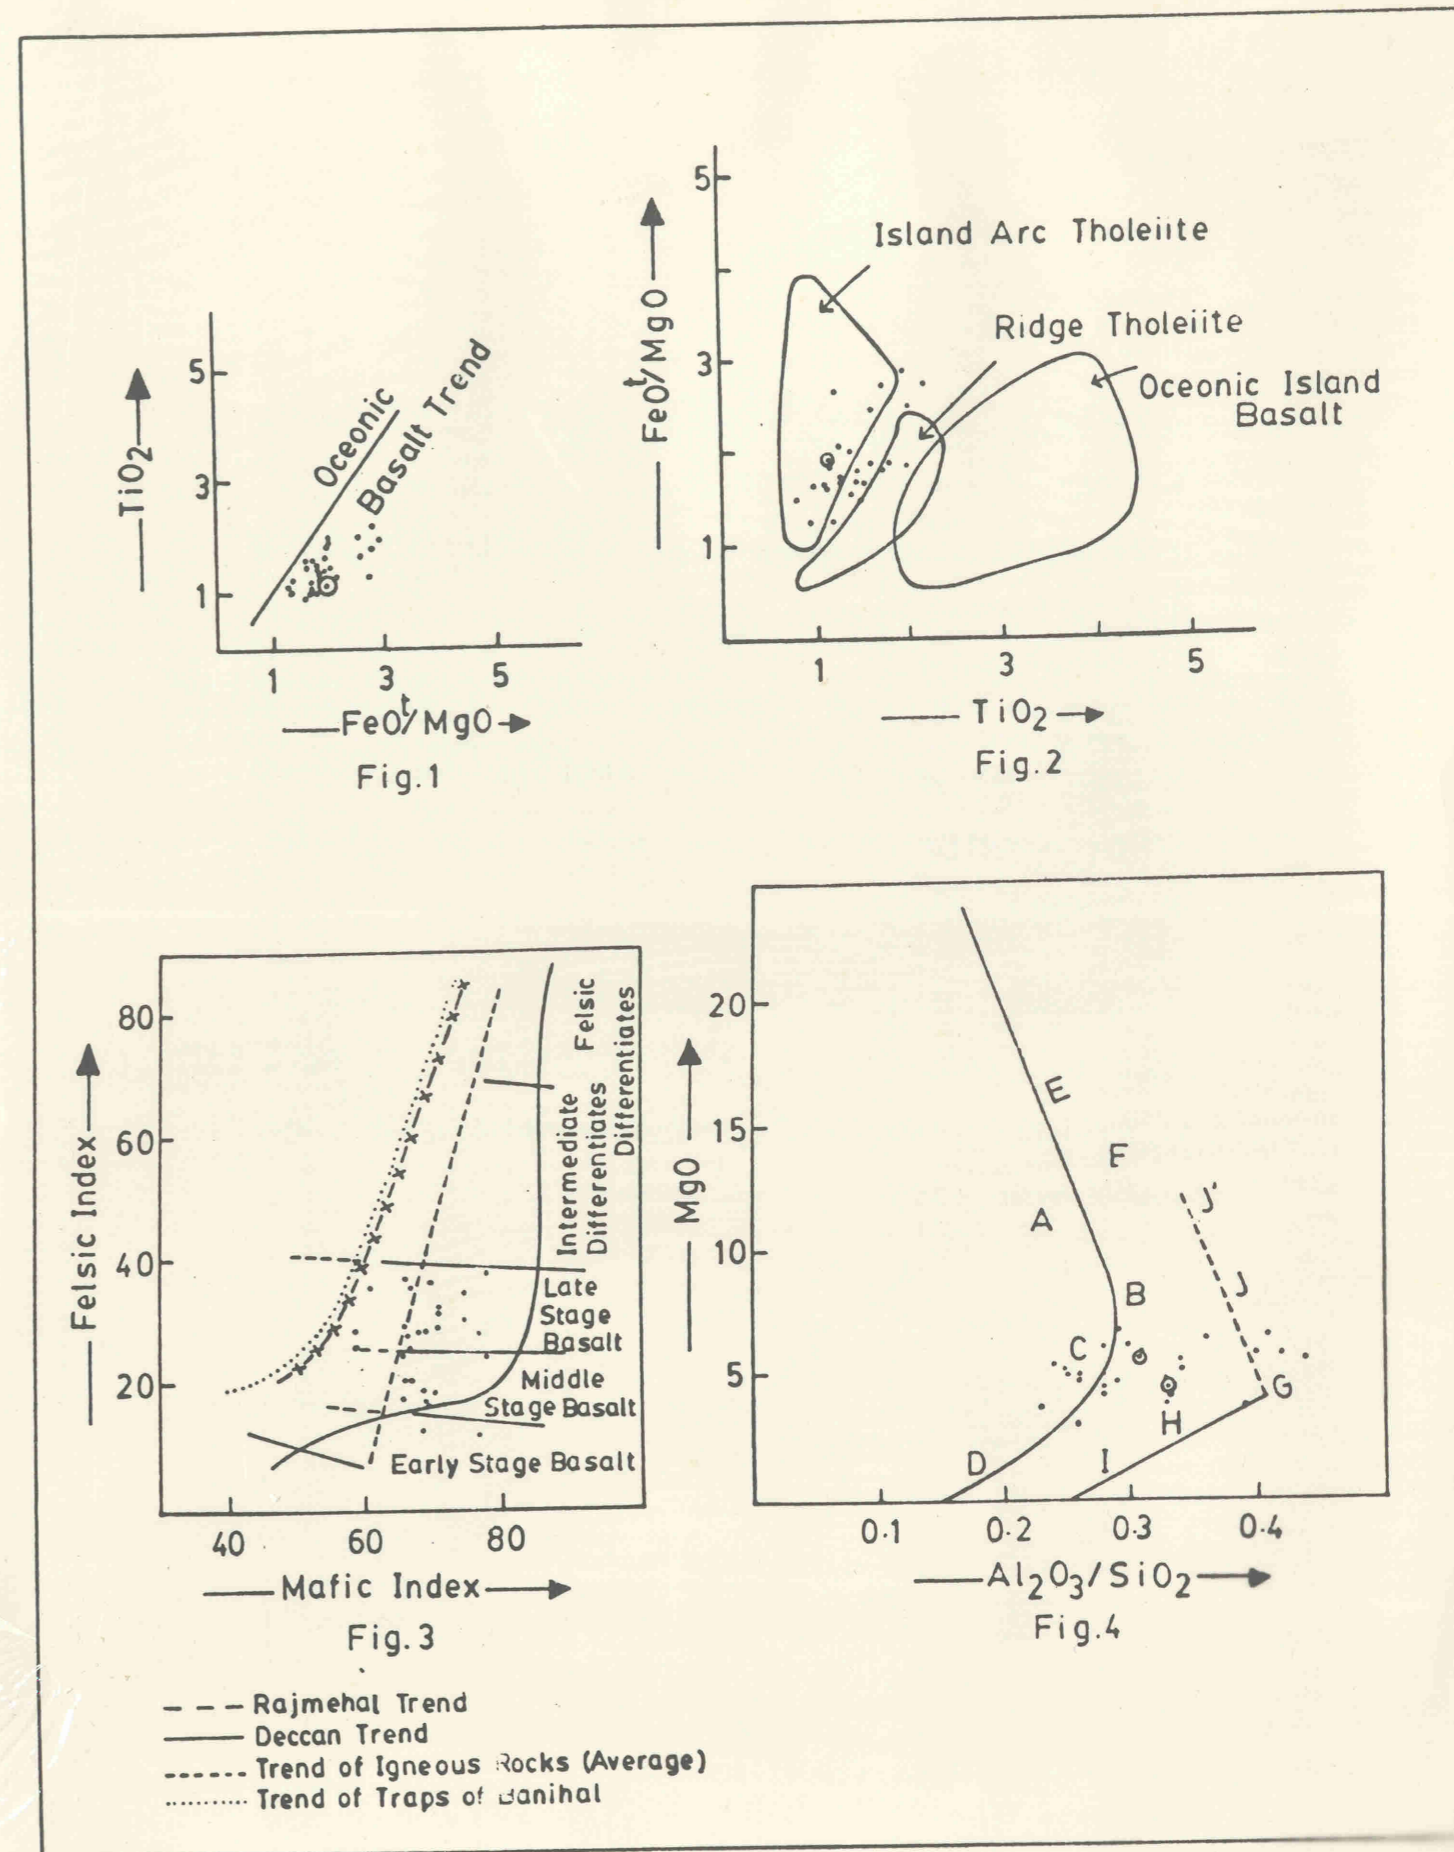 5
3
1
TiO2
Oceonic
Basalt Trend
1 3 5
FeOt/MgO
Fig.1
5
3
1
FeOt/MgO
Island Arc Tholeiite
Ridge Tholeiite
Oceonic Island
Basalt
1 3 5
TiO2
Fig.2
80
60
40
20
Felsic Index
Felsic
Differentiates
Intermediate
Differentiates
Late
Stage
Basalt
Middle
Stage Basalt
Early Stage Basalt
40 60 80
Mafic Index
Fig.3
20
15
10
5
MgO
E
F
A
J'
B
J
C
G
H
D
I
0.1 0.2 0.3 0.4
Al2O3/SiO2
Fig.4
Rajmehal Trend
Deccan Trend
Trend of Igneous Rocks (Average)
Trend of Traps of Banihal